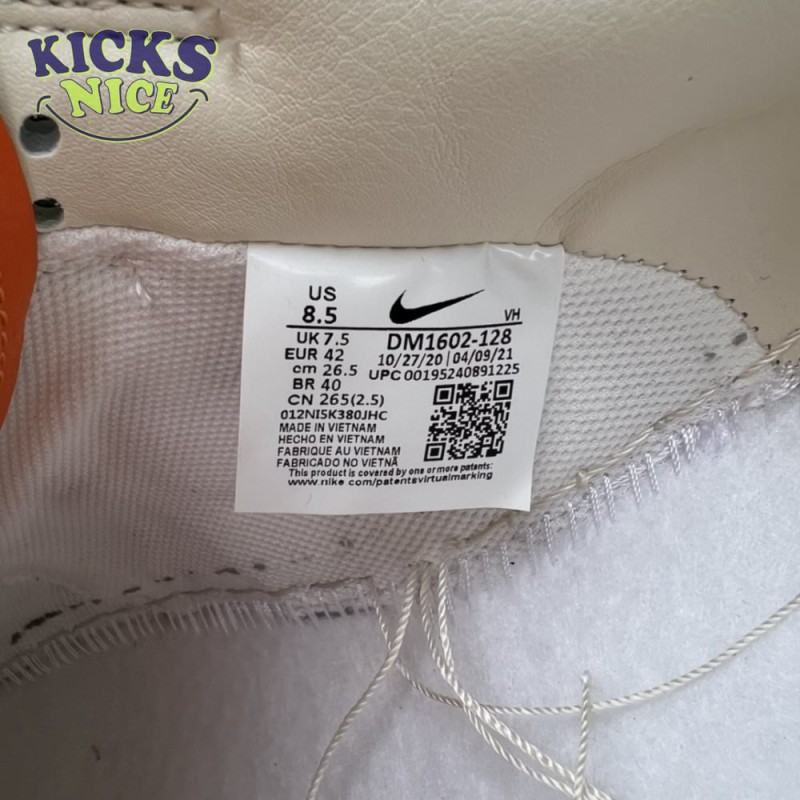 KICKS
NICE
US
8.5
VH
UK 7.5
DM1602-128
EUR 42
10/27/20 | 04/09/21
cm 26.5
UPC 00195240891225
BR 40
CN 265(2.5)
012NI5K380JHC
MADE IN VIETNAM
HECHO EN VIETNAM
FABRIQUE AU VIETNAM
FABRICADO NO VIETNÃ
This product is covered by one or more patents:
www.nike.com/patentsvirtualmarking